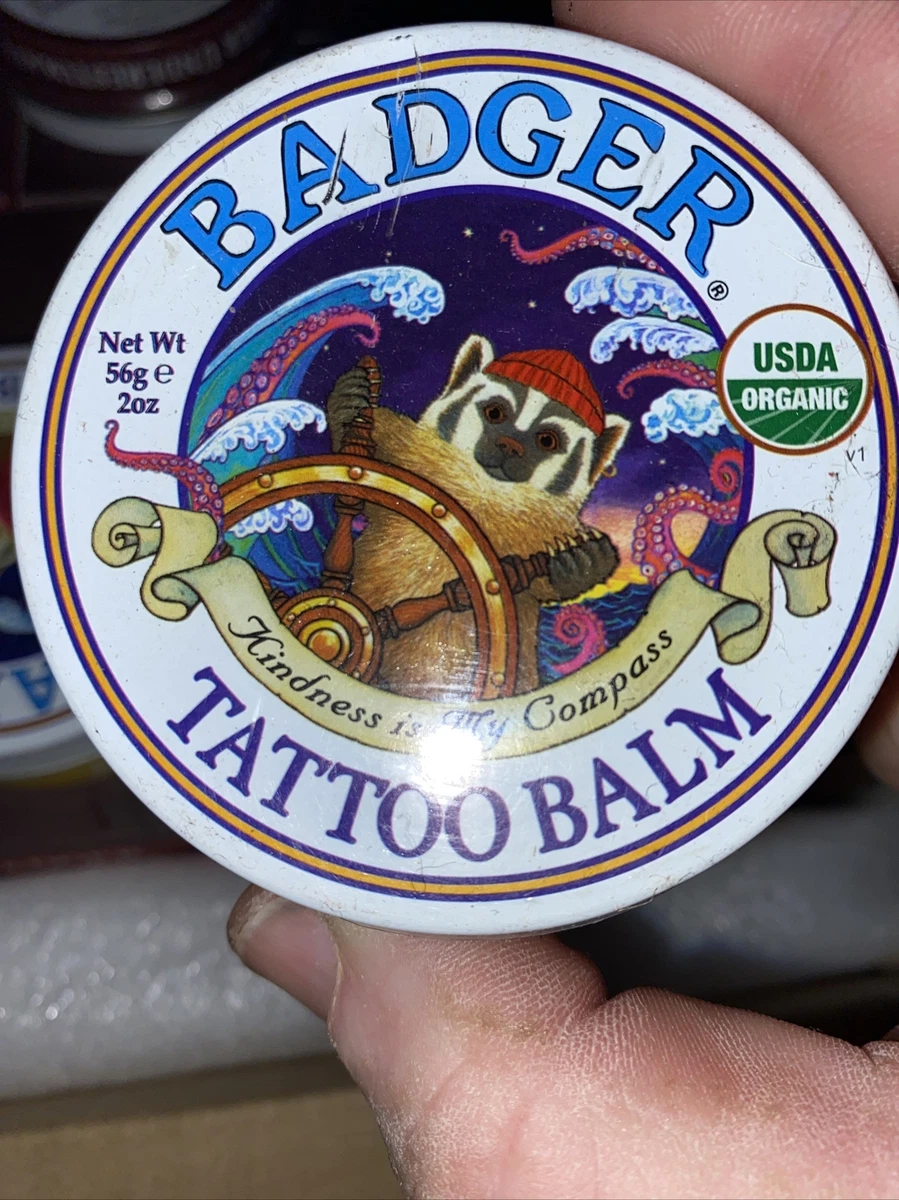 BADGER®
Net Wt
56g e
2oz
USDA
ORGANIC
v1
Kindness is My Compass
TATTOO BALM